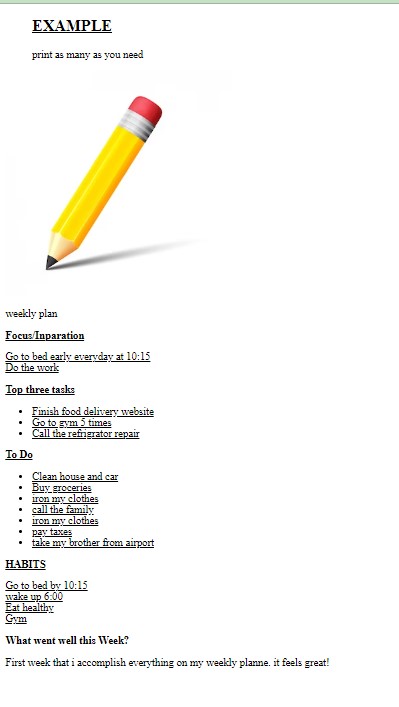 EXAMPLE
print as many as you need
weekly plan
Focus/Inparation
Go to bed early everyday at 10:15
Do the work
Top three tasks
Finish food delivery website
Go to gym 5 times
Call the refrigrator repair
To Do
Clean house and car
Buy groceries
iron my clothes
call the family
iron my clothes
pay taxes
take my brother from airport
HABITS
Go to bed by 10:15
wake up 6:00
Eat healthy
Gym
What went well this Week?
First week that i accomplish everything on my weekly planne. it feels great!